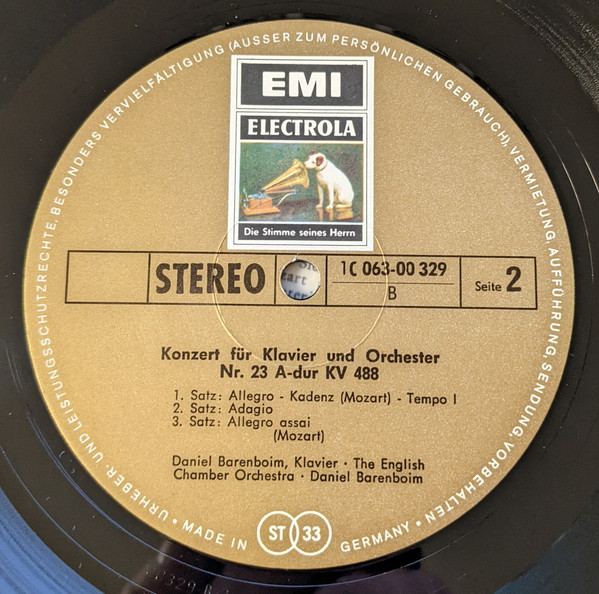 URHEBER- UND LEISTUNGSSCHUTZRECHTE, BESONDERS VERVIELFÄLTIGUNG (AUSSER ZUM PERSÖNLICHEN GEBRAUCH), VERMIETUNG, AUFFÜHRUNG, SENDUNG, VORBEHALTEN •
EMI
ELECTROLA
Die Stimme seines Herrn
STEREO
1C 063-00 329
B
Seite 2
Konzert für Klavier und Orchester
Nr. 23 A-dur KV 488
1. Satz: Allegro - Kadenz (Mozart) - Tempo I
2. Satz: Adagio
3. Satz: Allegro assai
(Mozart)
Daniel Barenboim, Klavier · The English
Chamber Orchestra · Daniel Barenboim
• MADE IN
ST 33
GERMANY